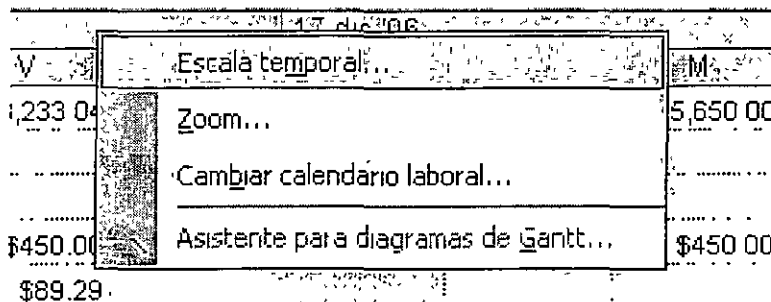 17 dic '06
V
Escala temporal...
M
,233 04
Zoom...
5,650 00
Cambiar calendario laboral...
$450.00
Asistente para diagramas de Gantt...
$450 00
$89.29